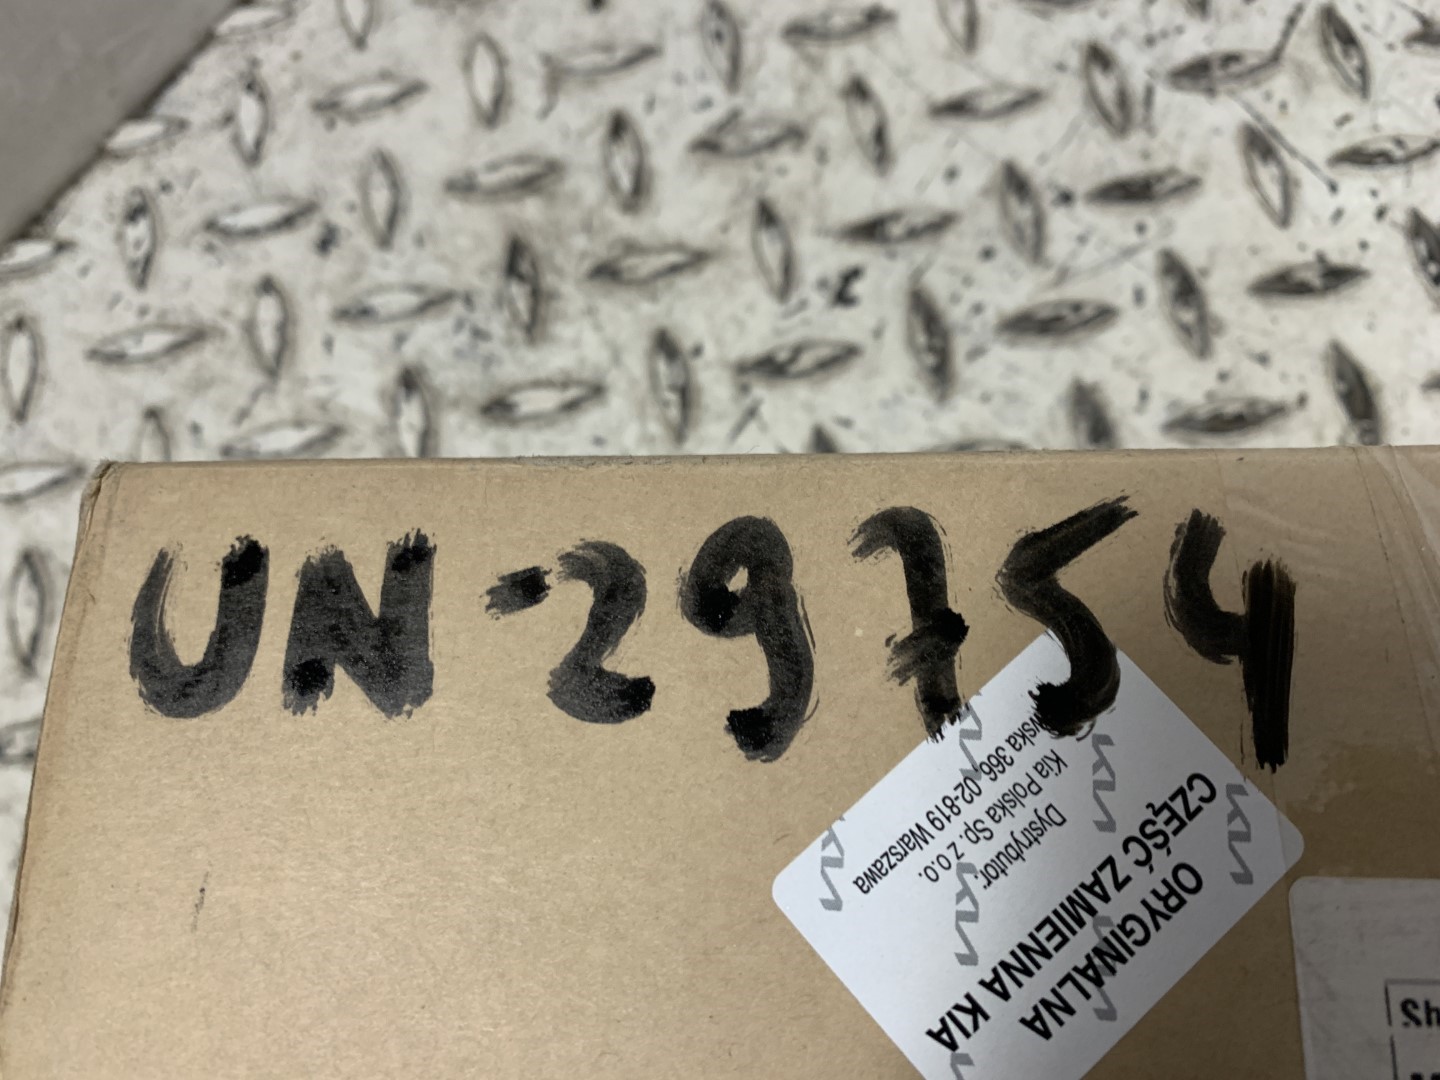 UN-29754
ORYGINALNA
CZĘŚĆ ZAMIENNA KIA
Dystrybutor:
Kia Polska Sp. z o.o.
366, 02-819 Warszawa